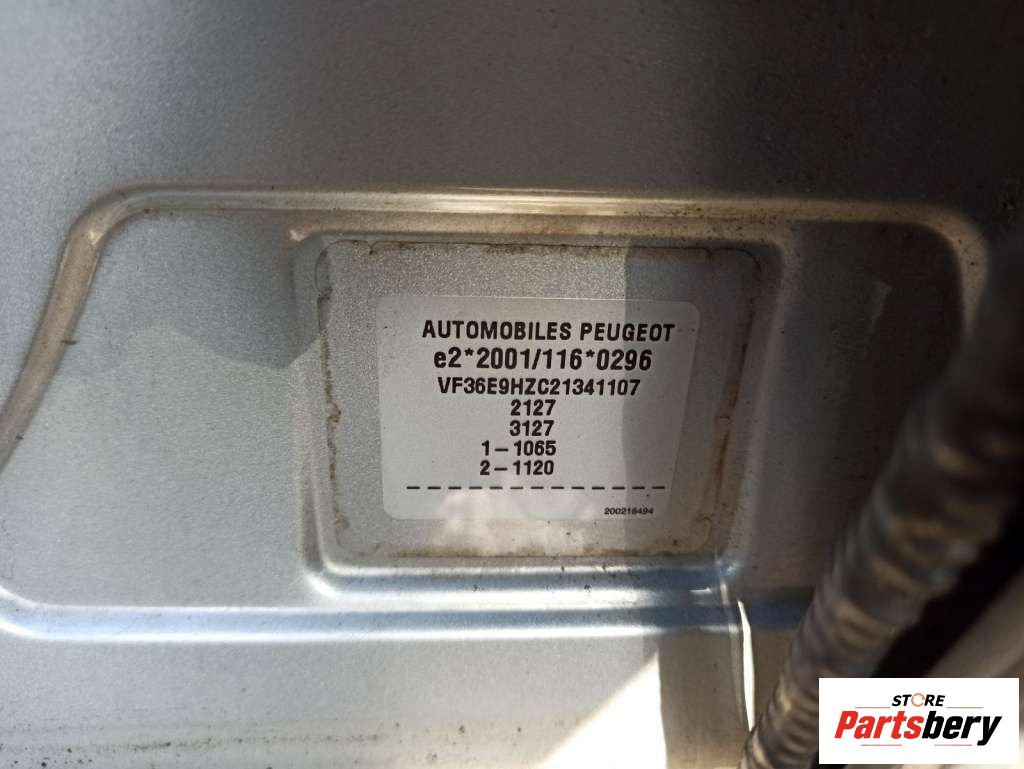 AUTOMOBILES PEUGEOT
e2*2001/116*0296
VF36E9HZC21341107
2127
3127
1-1065
2-1120
200216494
STORE
Partsbery